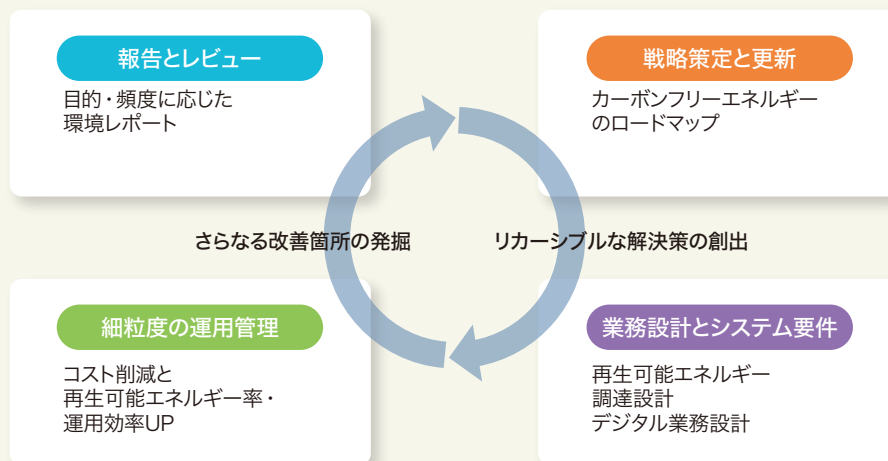 報告とレビュー
目的・頻度に応じた
環境レポート
戦略策定と更新
カーボンフリーエネルギー
のロードマップ
さらなる改善箇所の発掘
リカーシブルな解決策の創出
細粒度の運用管理
コスト削減と
再生可能エネルギー率・
運用効率UP
業務設計とシステム要件
再生可能エネルギー
調達設計
デジタル業務設計